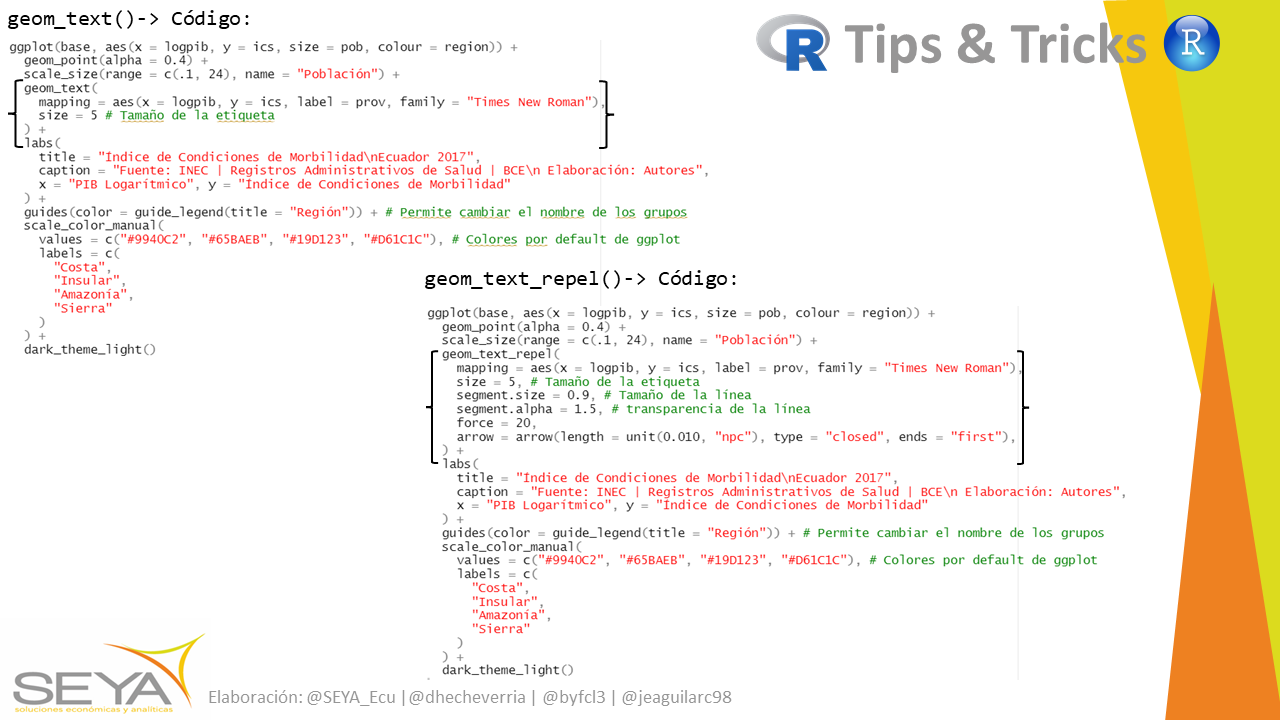 geom_text()-> Código:
ggplot(base, aes(x = logpib, y = ics, size = pob, colour = region)) +
  geom_point(alpha = 0.4) +
  scale_size(range = c(.1, 24), name = "Población") +
  geom_text(
    mapping = aes(x = logpib, y = ics, label = prov, family = "Times New Roman"),
    size = 5 # Tamaño de la etiqueta
  ) +
  labs(
    title = "Índice de Condiciones de Morbilidad\nEcuador 2017",
    caption = "Fuente: INEC | Registros Administrativos de Salud | BCE\n Elaboración: Autores",
    x = "PIB Logarítmico", y = "Índice de Condiciones de Morbilidad"
  ) +
  guides(color = guide_legend(title = "Región")) + # Permite cambiar el nombre de los grupos
  scale_color_manual(
    values = c("#9940C2", "#65BAEB", "#19D123", "#D61C1C"), # Colores por default de ggplot
    labels = c(
      "Costa",
      "Insular",
      "Amazonía",
      "Sierra"
    )
  ) +
  dark_theme_light()
R Tips & Tricks R
geom_text_repel()-> Código:
ggplot(base, aes(x = logpib, y = ics, size = pob, colour = region)) +
  geom_point(alpha = 0.4) +
  scale_size(range = c(.1, 24), name = "Población") +
  geom_text_repel(
    mapping = aes(x = logpib, y = ics, label = prov, family = "Times New Roman"),
    size = 5, # Tamaño de la etiqueta
    segment.size = 0.9, # Tamaño de la línea
    segment.alpha = 1.5, # transparencia de la línea
    force = 20,
    arrow = arrow(length = unit(0.010, "npc"), type = "closed", ends = "first"),
  ) +
  labs(
    title = "Índice de Condiciones de Morbilidad\nEcuador 2017",
    caption = "Fuente: INEC | Registros Administrativos de Salud | BCE\n Elaboración: Autores",
    x = "PIB Logarítmico", y = "Índice de Condiciones de Morbilidad"
  ) +
  guides(color = guide_legend(title = "Región")) + # Permite cambiar el nombre de los grupos
  scale_color_manual(
    values = c("#9940C2", "#65BAEB", "#19D123", "#D61C1C"), # Colores por default de ggplot
    labels = c(
      "Costa",
      "Insular",
      "Amazonía",
      "Sierra"
    )
  ) +
  dark_theme_light()
SEYA
soluciones económicas y analíticas
Elaboración: @SEYA_Ecu |@dhecheverria | @byfcl3 | @jeaguilarc98